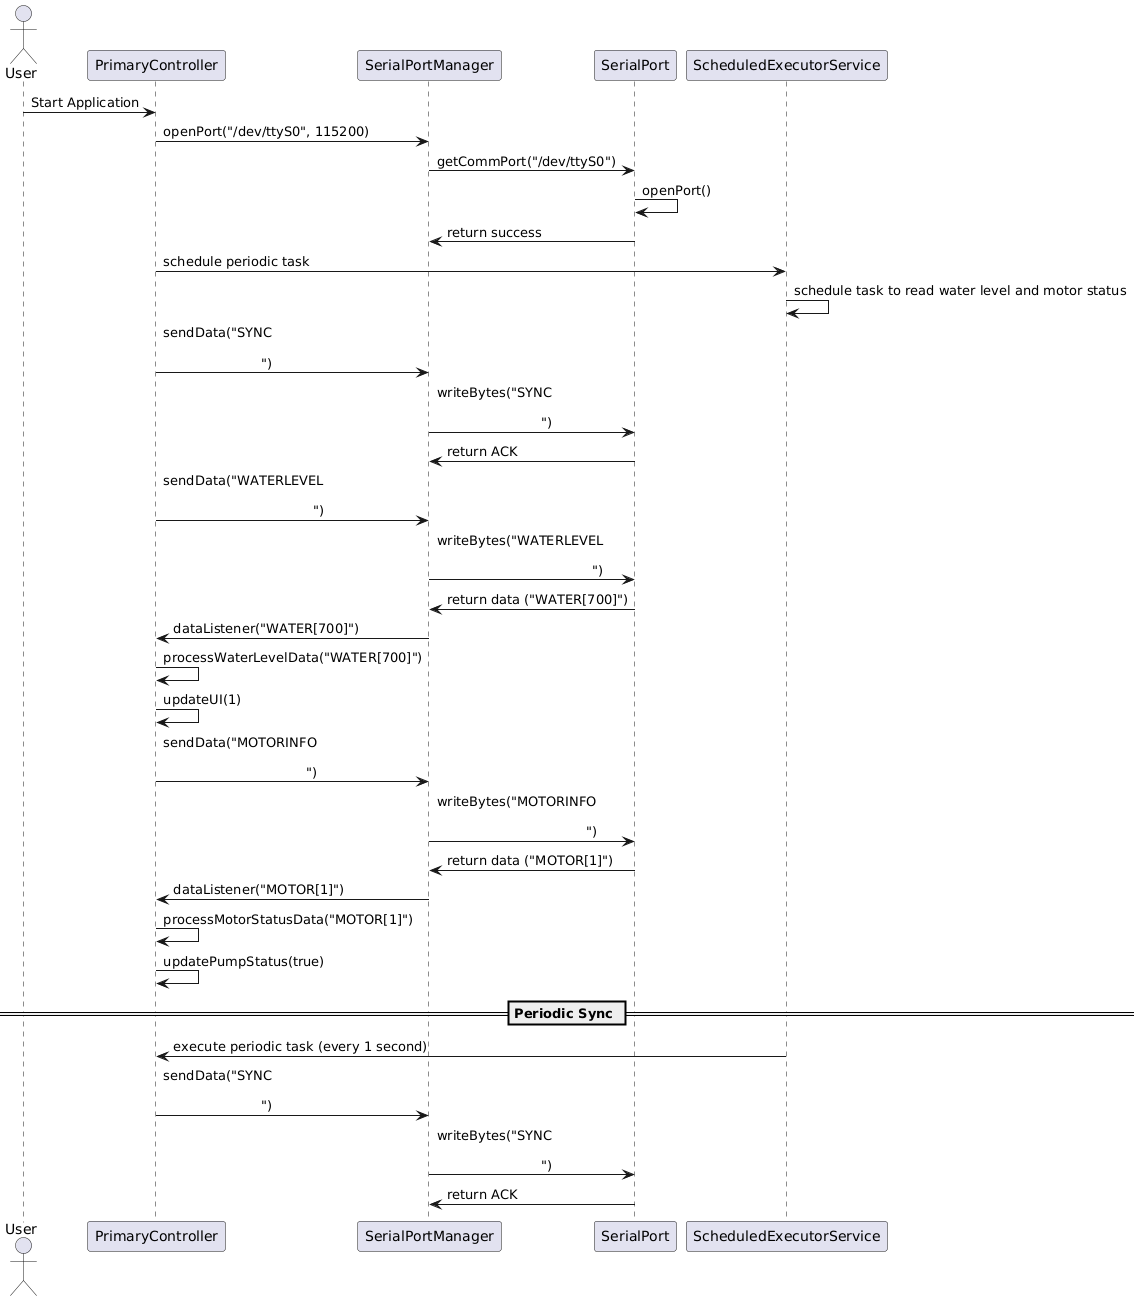 User
PrimaryController
SerialPortManager
SerialPort
ScheduledExecutorService
Start Application
openPort("/dev/ttyS0", 115200)
getCommPort("/dev/ttyS0")
openPort()
return success
schedule periodic task
schedule task to read water level and motor status
sendData("SYNC
")
writeBytes("SYNC
")
return ACK
sendData("WATERLEVEL
")
writeBytes("WATERLEVEL
")
return data ("WATER[700]")
dataListener("WATER[700]")
processWaterLevelData("WATER[700]")
updateUI(1)
sendData("MOTORINFO
")
writeBytes("MOTORINFO
")
return data ("MOTOR[1]")
dataListener("MOTOR[1]")
processMotorStatusData("MOTOR[1]")
updatePumpStatus(true)
Periodic Sync
execute periodic task (every 1 second)
sendData("SYNC
")
writeBytes("SYNC
")
return ACK
User
PrimaryController
SerialPortManager
SerialPort
ScheduledExecutorService